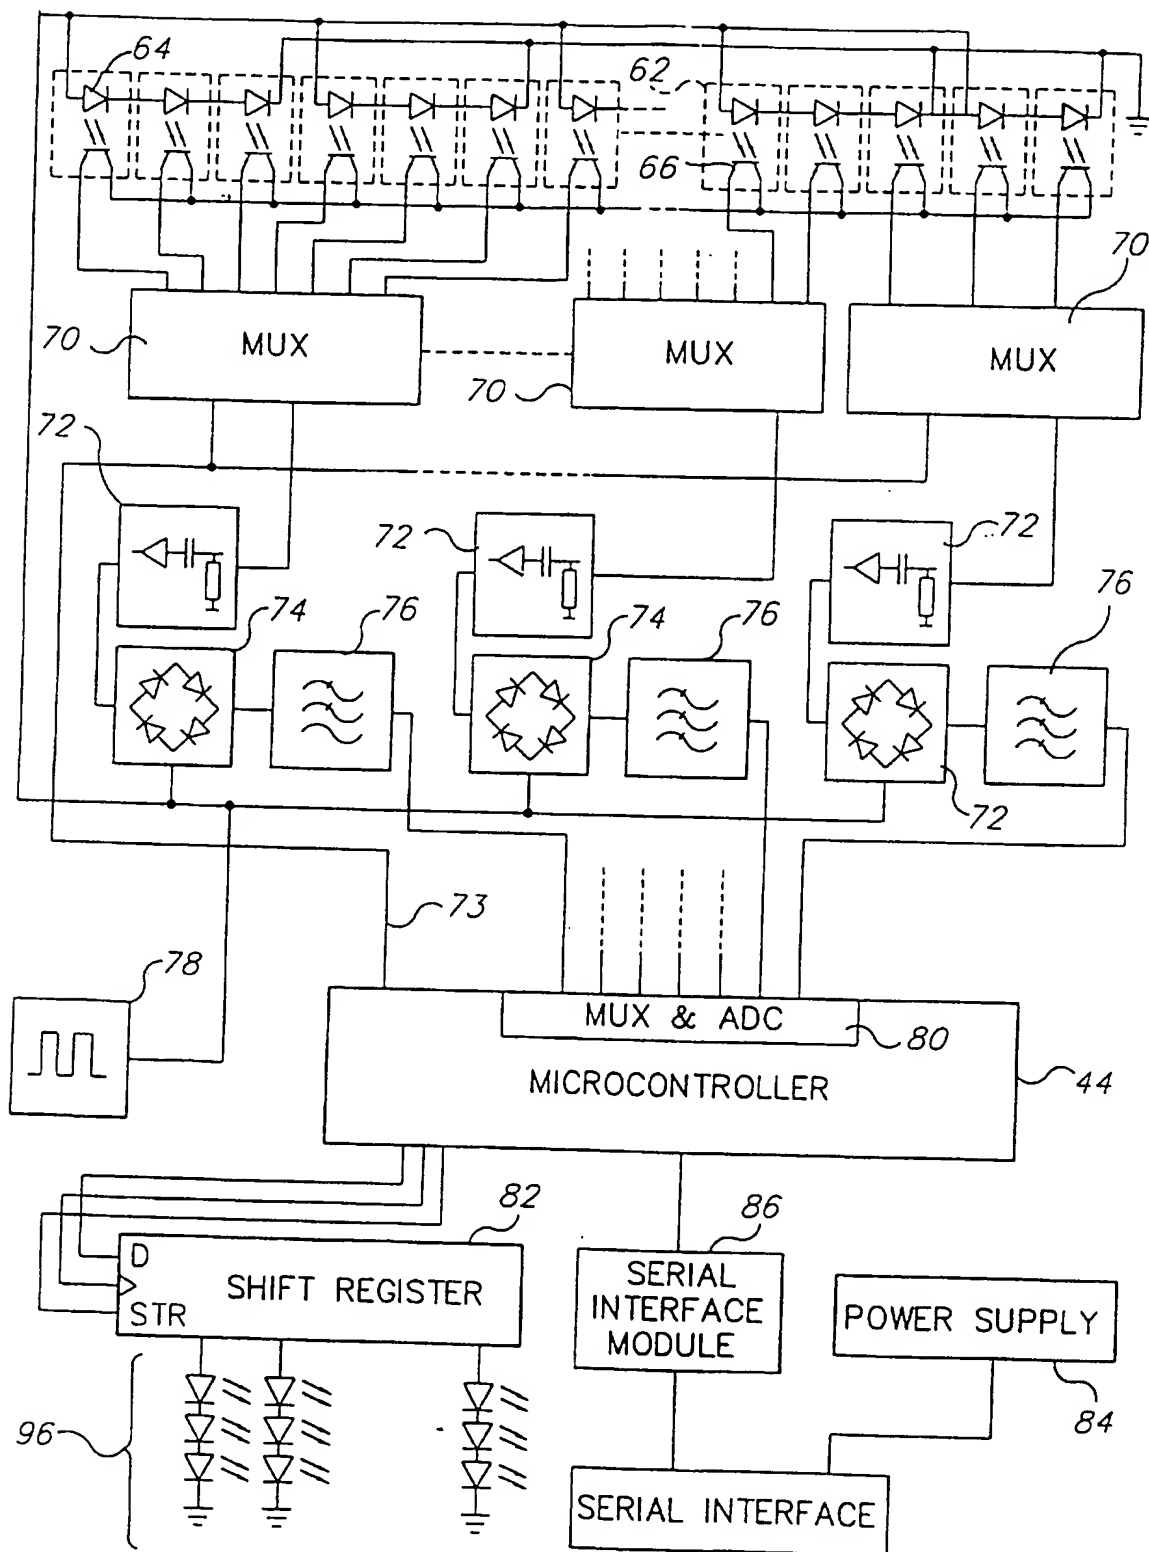 64
62
66
70
MUX
70
MUX
70
MUX
72
72
72
74
76
74
76
76
72
73
78
MUX & ADC
80
MICROCONTROLLER
44
82
D
SHIFT REGISTER
STR
86
SERIAL
INTERFACE
MODULE
POWER SUPPLY
84
96
SERIAL INTERFACE